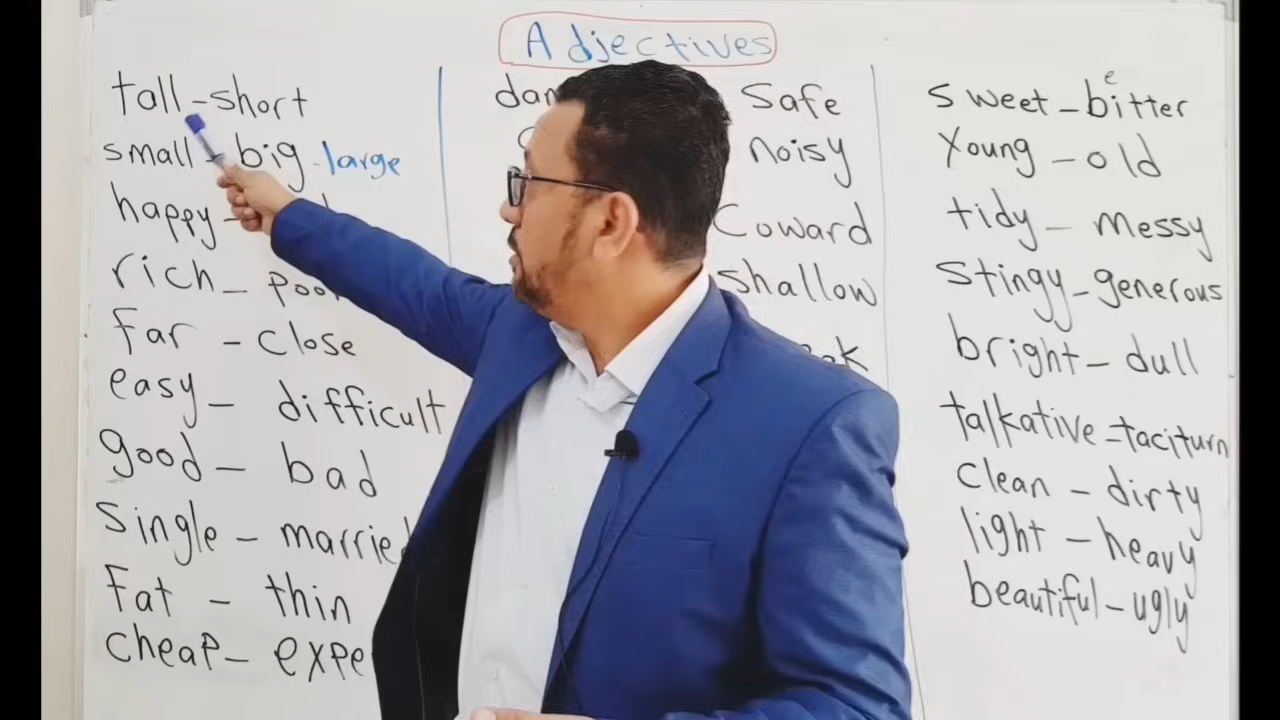 Adjectives
tall - short
small - big - large
happy -
rich - poor
far - close
easy - difficult
good - bad
single - married
Fat - thin
cheap - expe
dan
Safe
noisy
Coward
shallow
sweet - bitter
e
Young - old
tidy - messy
Stingy - generous
bright - dull
talkative - taciturn
Clean - dirty
light - heavy
beautiful - ugly